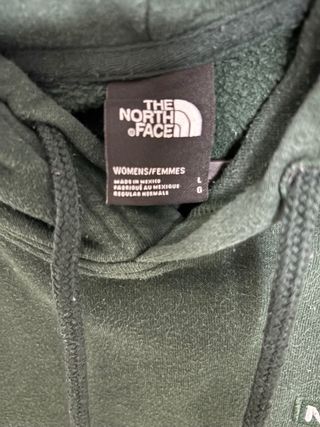 THE
NORTH
FACE
WOMENS/FEMMES
MADE IN MEXICO L
FABRIQUÉ AU MEXIQUE G
REGULAR NORMALE
N